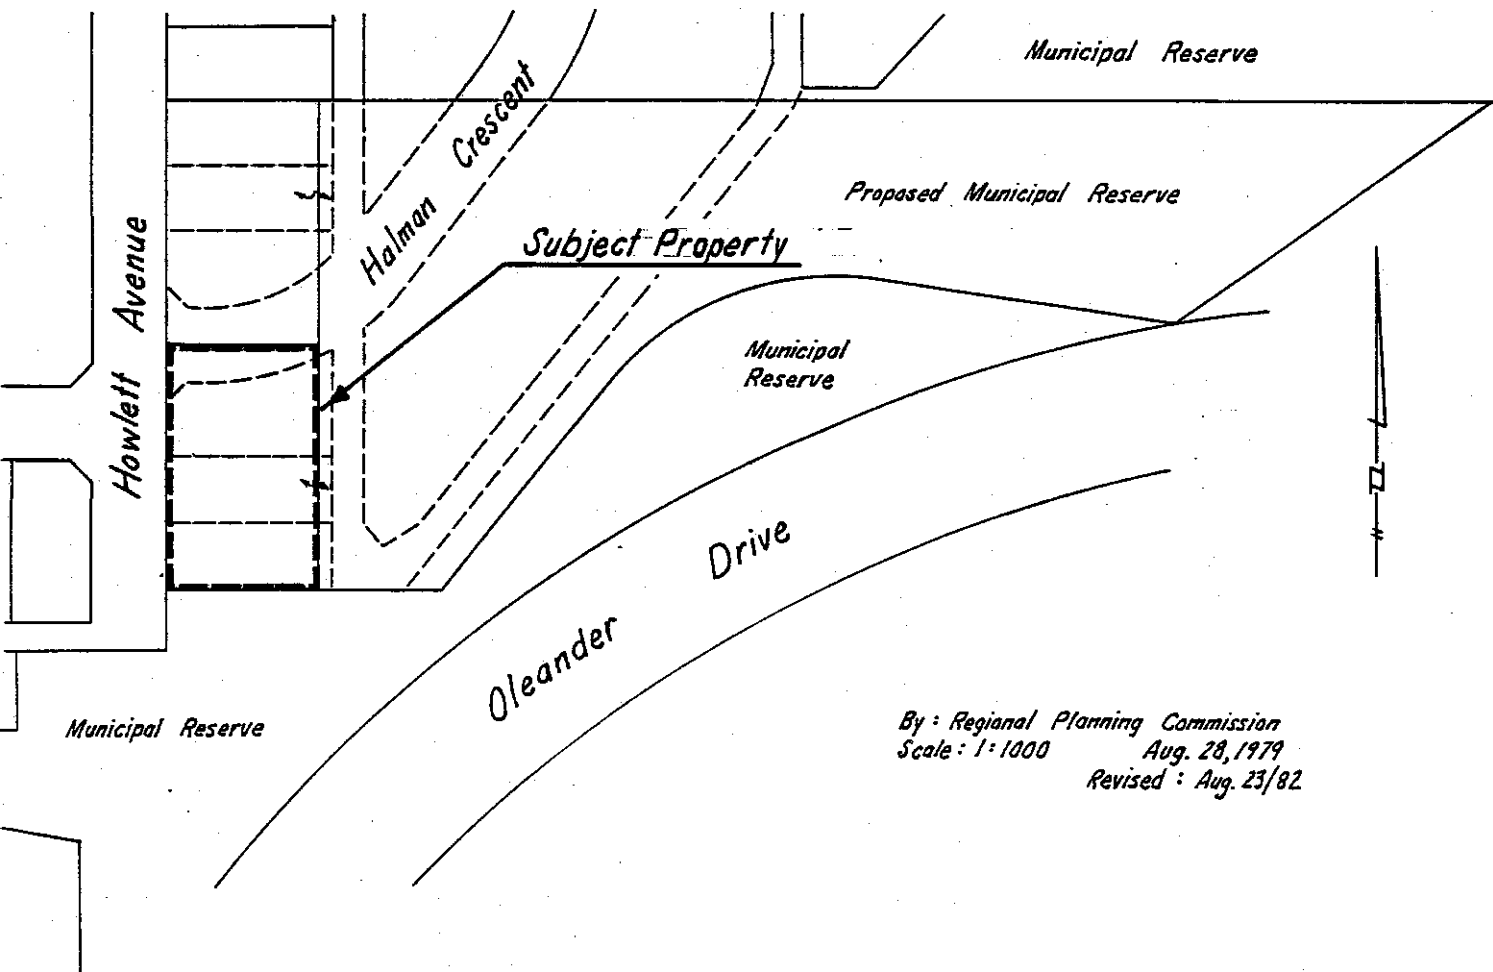 Municipal Reserve
Halman Crescent
Proposed Municipal Reserve
Subject Property
Howlett Avenue
Municipal
Reserve
Oleander Drive
Municipal Reserve
By : Regional Planning Commission
Scale : 1:1000 Aug. 28, 1979
Revised : Aug. 23/82